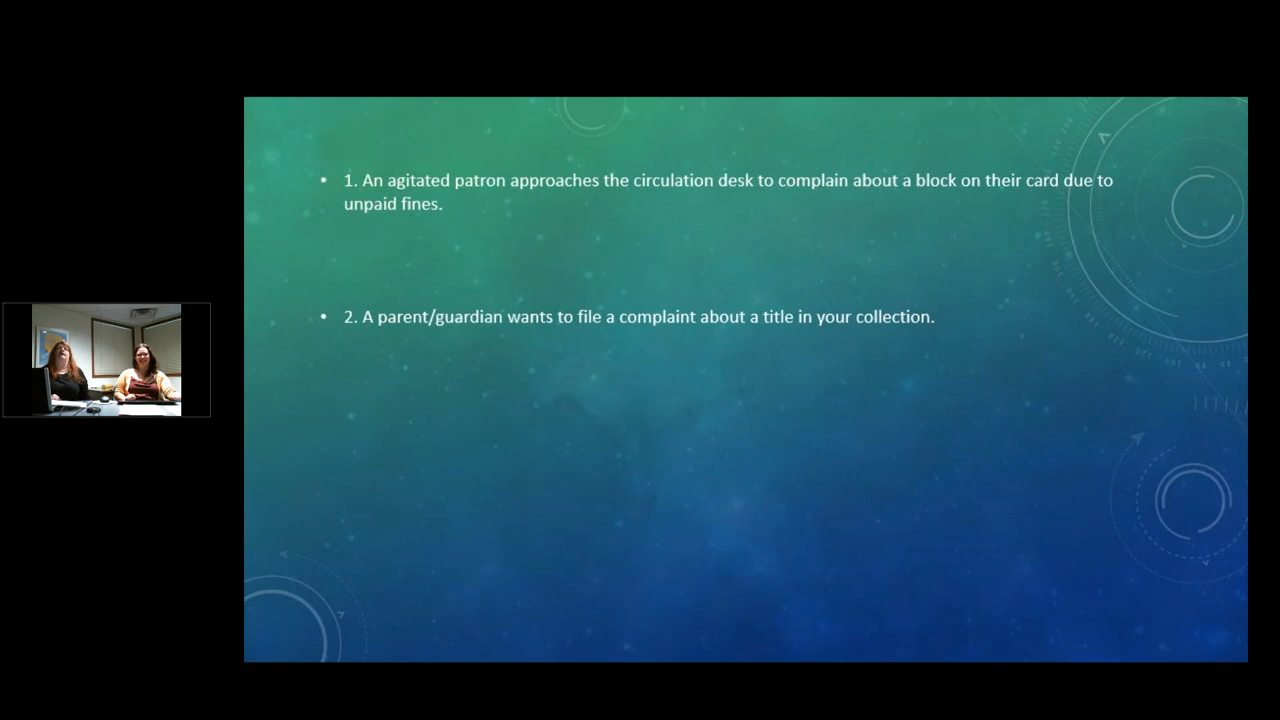 • 1. An agitated patron approaches the circulation desk to complain about a block on their card due to
unpaid fines.
• 2. A parent/guardian wants to file a complaint about a title in your collection.